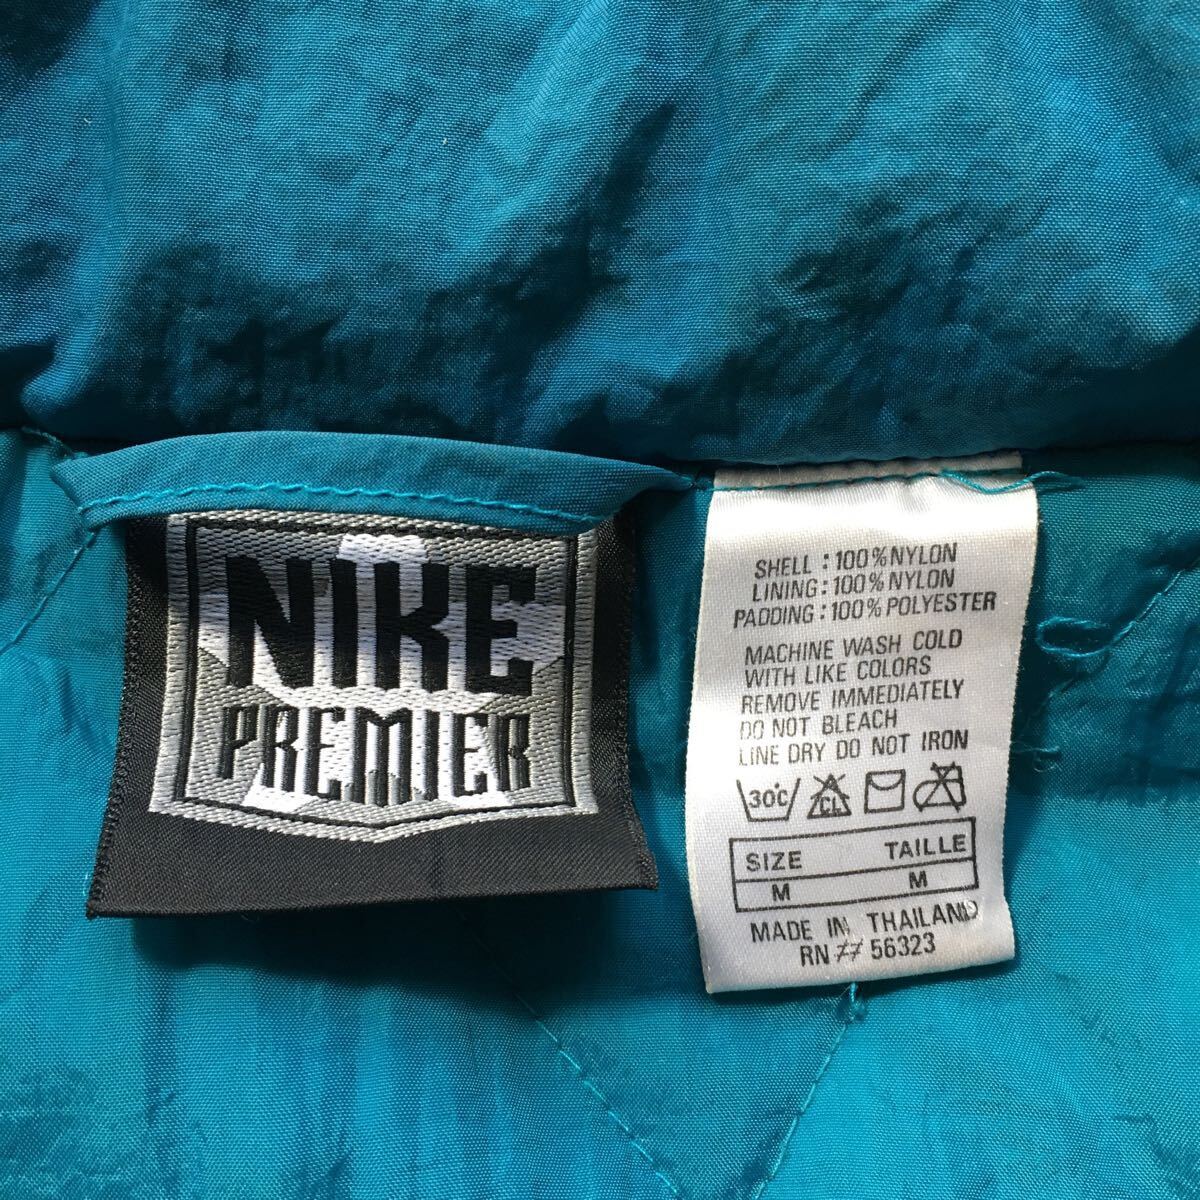 NIKE
PREMIER
SHELL : 100% NYLON
LINING : 100% NYLON
PADDING : 100% POLYESTER
MACHINE WASH COLD
WITH LIKE COLORS
REMOVE IMMEDIATELY
DO NOT BLEACH
LINE DRY DO NOT IRON
30°C CL
SIZE TAILLE
M M
MADE IN THAILAND
RN # 56323